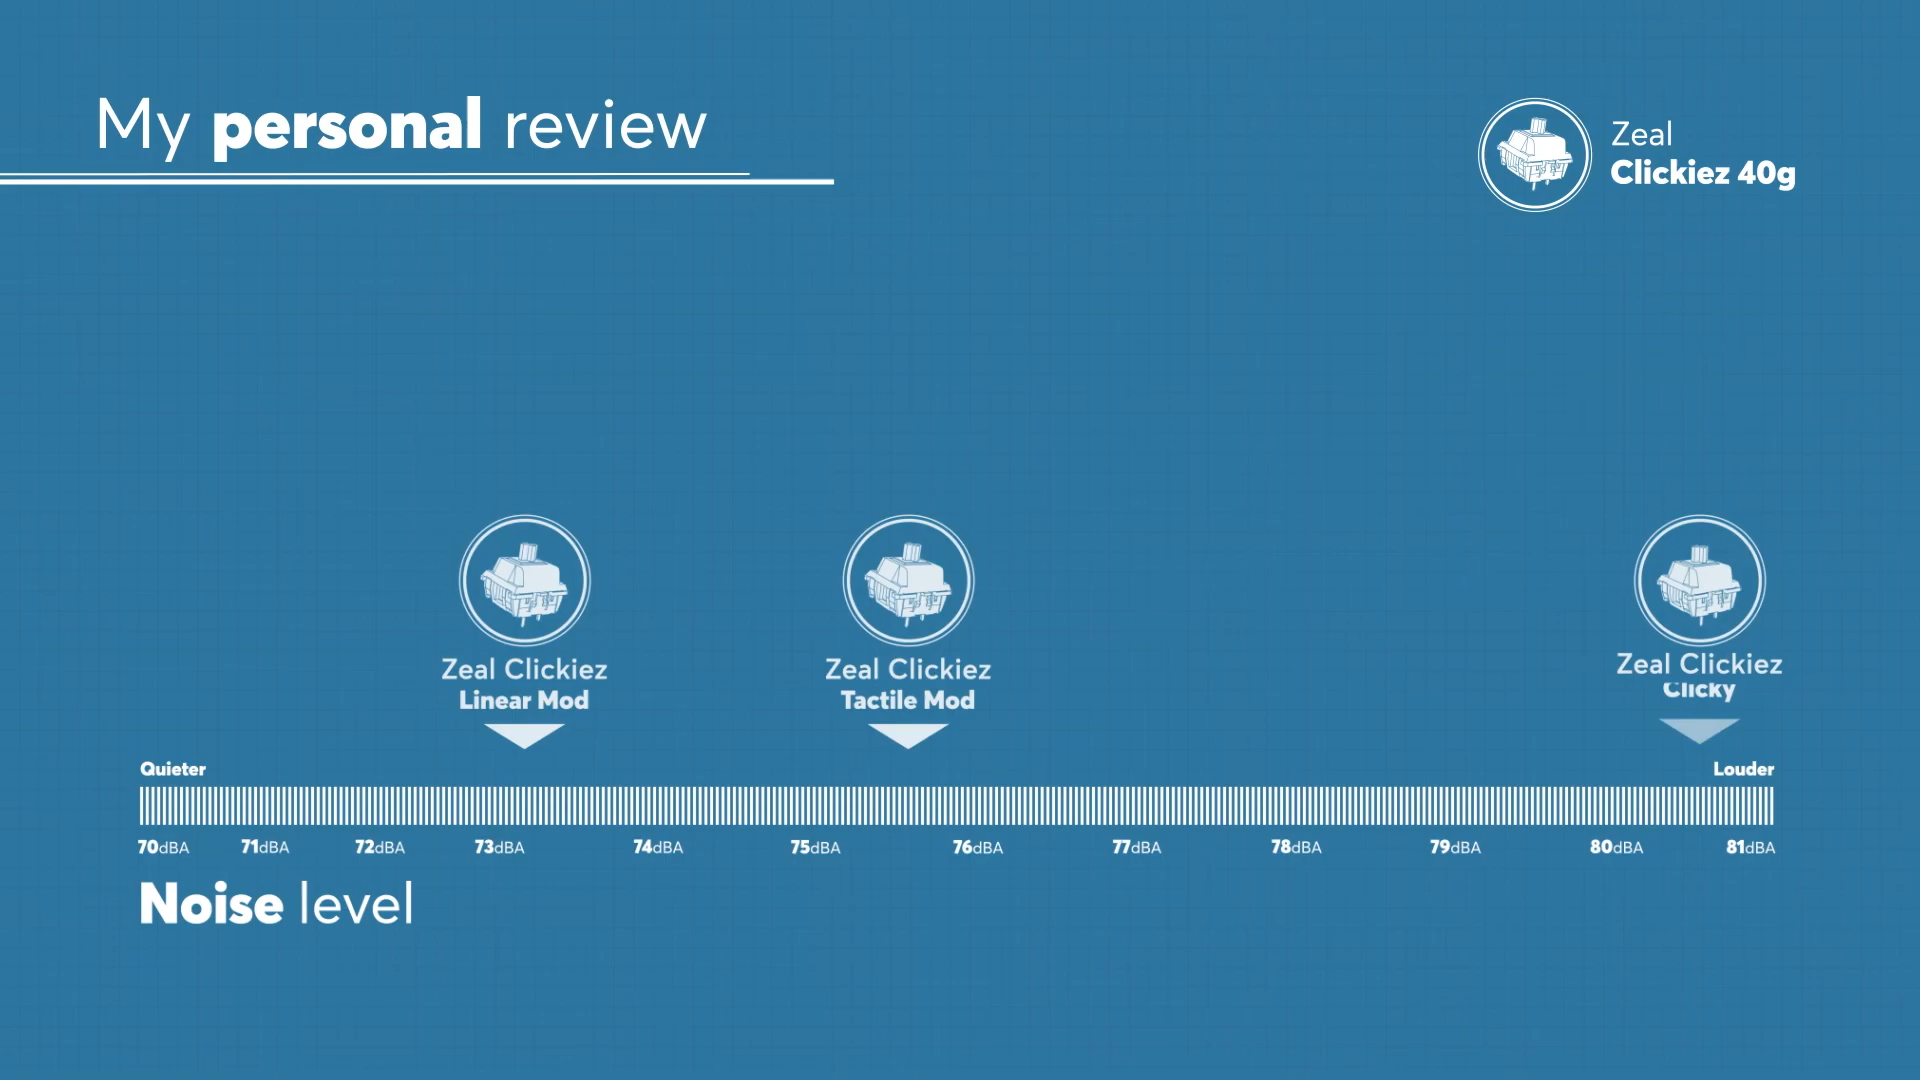 My personal review
Zeal
Clickiez 40g
Zeal Clickiez
Linear Mod
Zeal Clickiez
Tactile Mod
Zeal Clickiez
Clicky
Quieter
Louder
70dBA 71dBA 72dBA 73dBA 74dBA 75dBA 76dBA 77dBA 78dBA 79dBA 80dBA 81dBA
Noise level